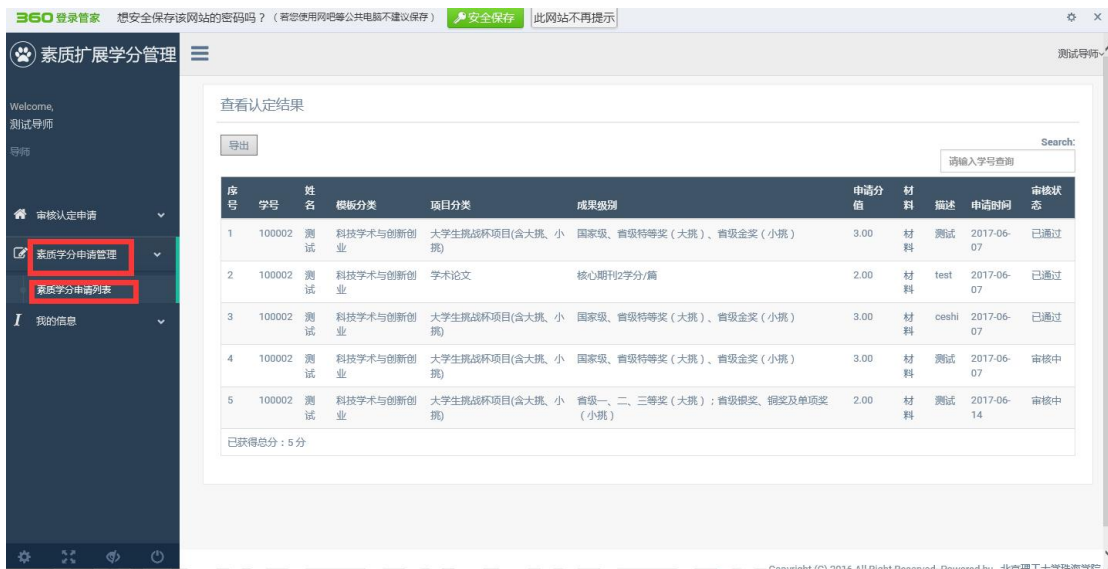 360登录管家 想安全保存该网站的密码吗？（若您使用网吧等公共电脑不建议保存） 安全保存 此网站不再提示
素质扩展学分管理
测试导师
Welcome,
测试导师
导师
审核认定申请
素质学分申请管理
素质学分申请列表
我的信息
查看认定结果
导出
Search:
请输入学号查询
序号 学号 姓名 模板分类 项目分类 成果级别 申请分值 材料 描述 申请时间 审核状态
1 100002 测试 科技学术与创新创业 大学生挑战杯项目(含大挑、小挑) 国家级、省级特等奖（大挑）、省级金奖（小挑） 3.00 材料 测试 2017-06-07 已通过
2 100002 测试 科技学术与创新创业 学术论文 核心期刊2学分/篇 2.00 材料 test 2017-06-07 已通过
3 100002 测试 科技学术与创新创业 大学生挑战杯项目(含大挑、小挑) 国家级、省级特等奖（大挑）、省级金奖（小挑） 3.00 材料 ceshi 2017-06-07 已通过
4 100002 测试 科技学术与创新创业 大学生挑战杯项目(含大挑、小挑) 国家级、省级特等奖（大挑）、省级金奖（小挑） 3.00 材料 测试 2017-06-07 审核中
5 100002 测试 科技学术与创新创业 大学生挑战杯项目(含大挑、小挑) 省级一、二、三等奖（大挑）；省级银奖、铜奖及单项奖（小挑） 2.00 材料 测试 2017-06-14 审核中
已获得总分：5 分
Copyright (C) 2016 All Right Reserved. Powered by 北京理工大学珠海学院